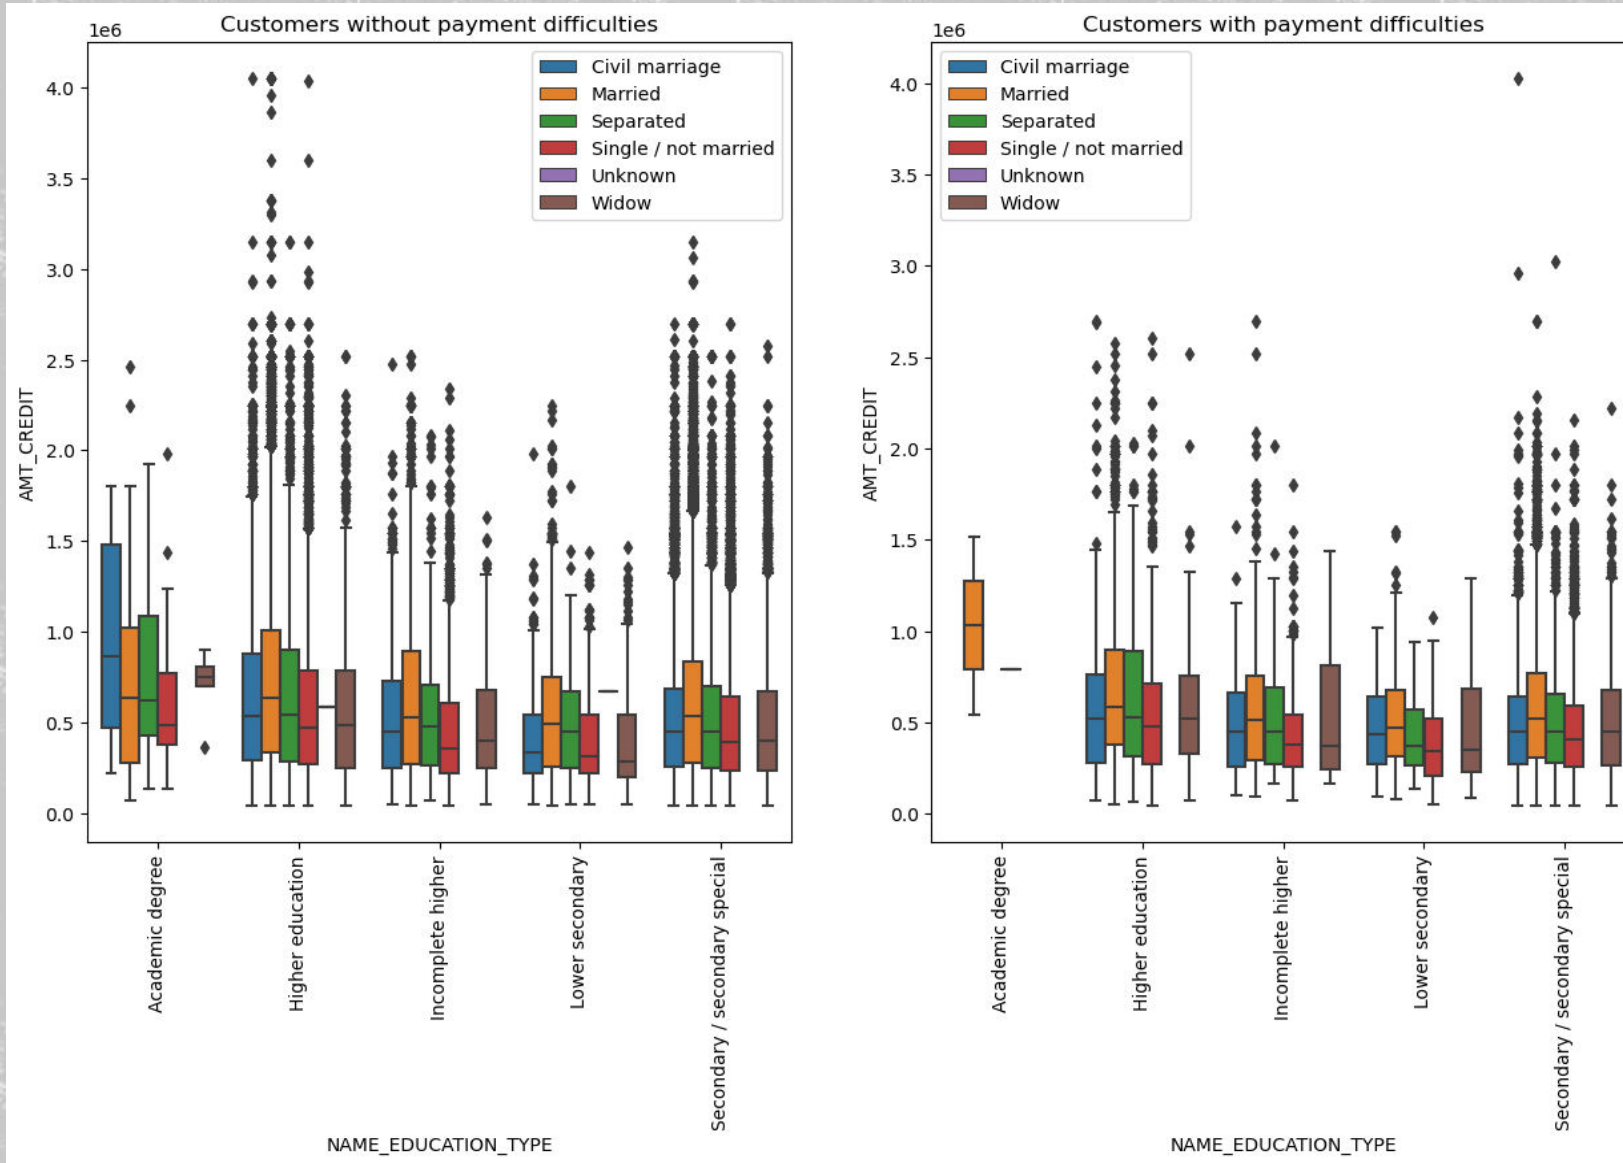 Customers without payment difficulties
1e6
4.0
3.5
3.0
2.5
2.0
1.5
1.0
0.5
0.0
AMT_CREDIT
Civil marriage
Married
Separated
Single / not married
Unknown
Widow
Academic degree
Higher education
Incomplete higher
Lower secondary
Secondary / secondary special
NAME_EDUCATION_TYPE
Customers with payment difficulties
1e6
4.0
3.5
3.0
2.5
2.0
1.5
1.0
0.5
0.0
AMT_CREDIT
Civil marriage
Married
Separated
Single / not married
Unknown
Widow
Academic degree
Higher education
Incomplete higher
Lower secondary
Secondary / secondary special
NAME_EDUCATION_TYPE